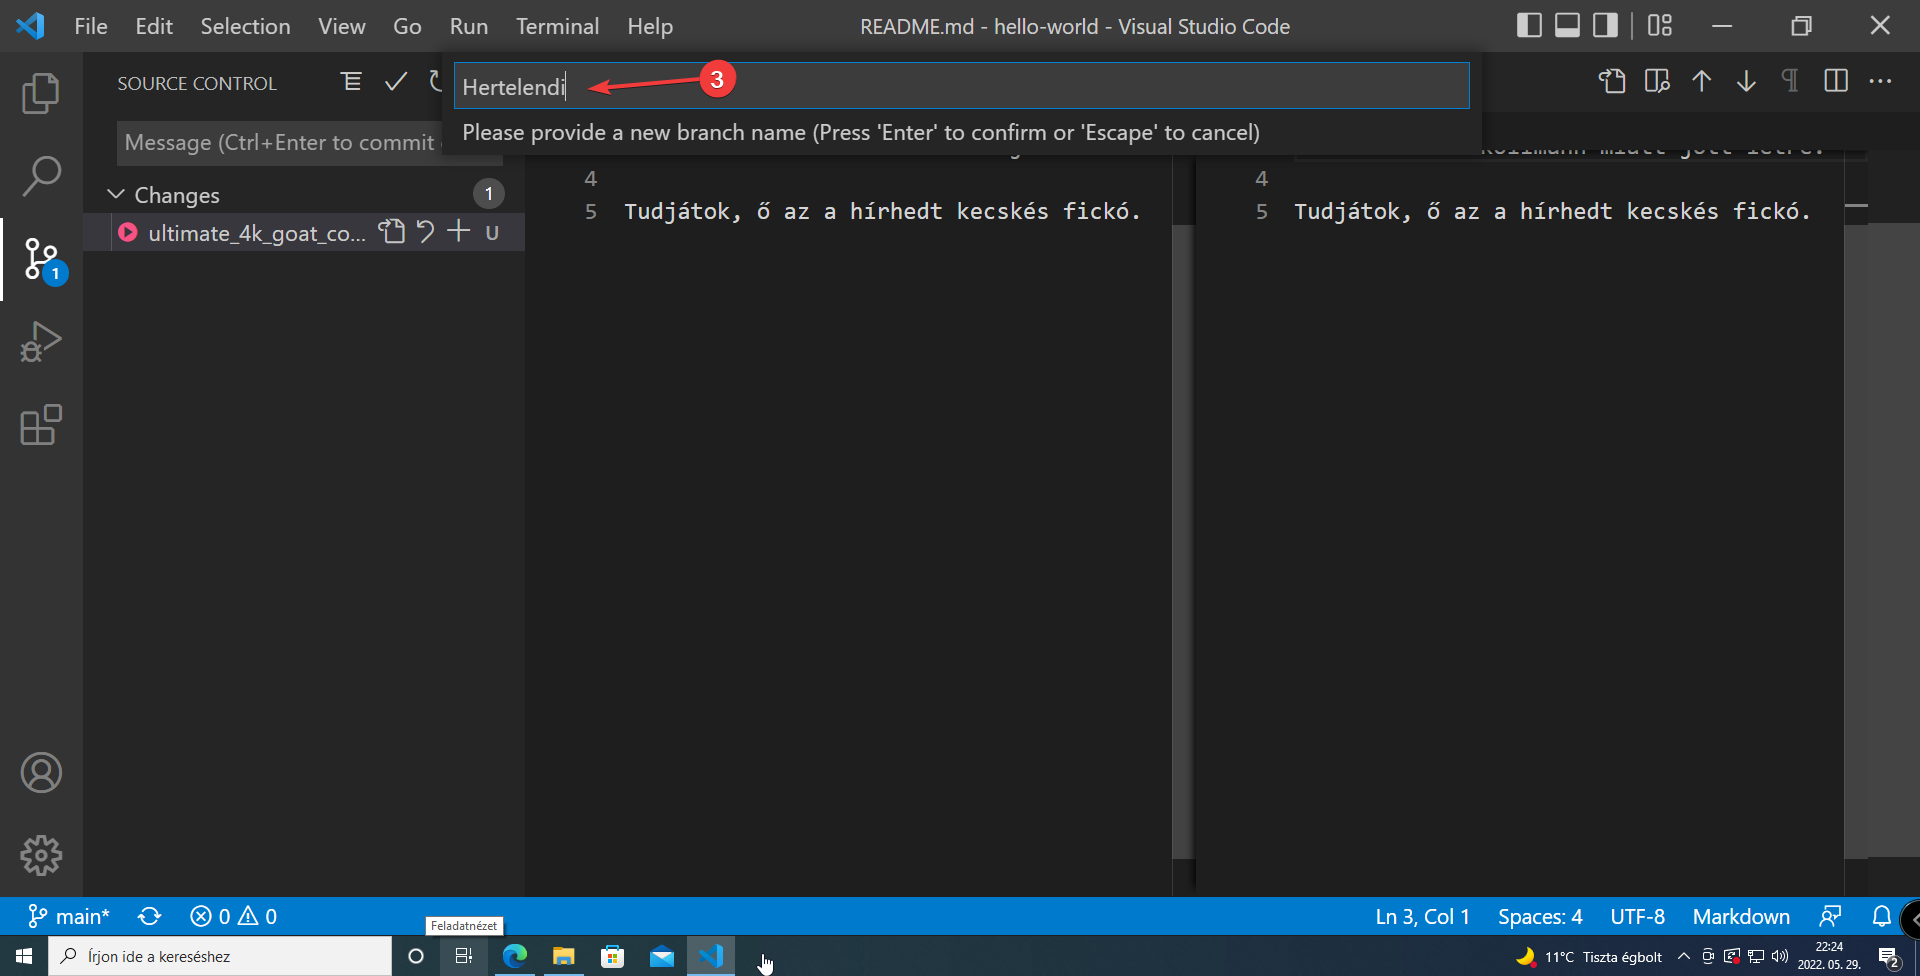 File Edit Selection View Go Run Terminal Help
README.md - hello-world - Visual Studio Code
SOURCE CONTROL
Hertelendi
3
Please provide a new branch name (Press 'Enter' to confirm or 'Escape' to cancel)
Message (Ctrl+Enter to commit
Changes
1
ultimate_4k_goat_co...
U
1
4
5 Tudjátok, ő az a hírhedt kecskés fickó.
4
5 Tudjátok, ő az a hírhedt kecskés fickó.
main*
0 0
Ln 3, Col 1
Spaces: 4
UTF-8
Markdown
Feladatnézet
Írjon ide a kereséshez
11°C Tiszta égbolt
22:24
2022. 05. 29.
2